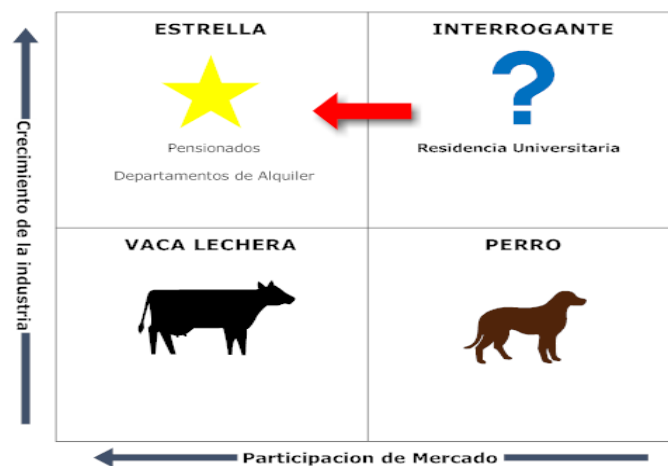 ESTRELLA
INTERROGANTE
?
Pensionados
Departamentos de Alquiler
Residencia Universitaria
Crecimiento de la industria
VACA LECHERA
PERRO
Participacion de Mercado